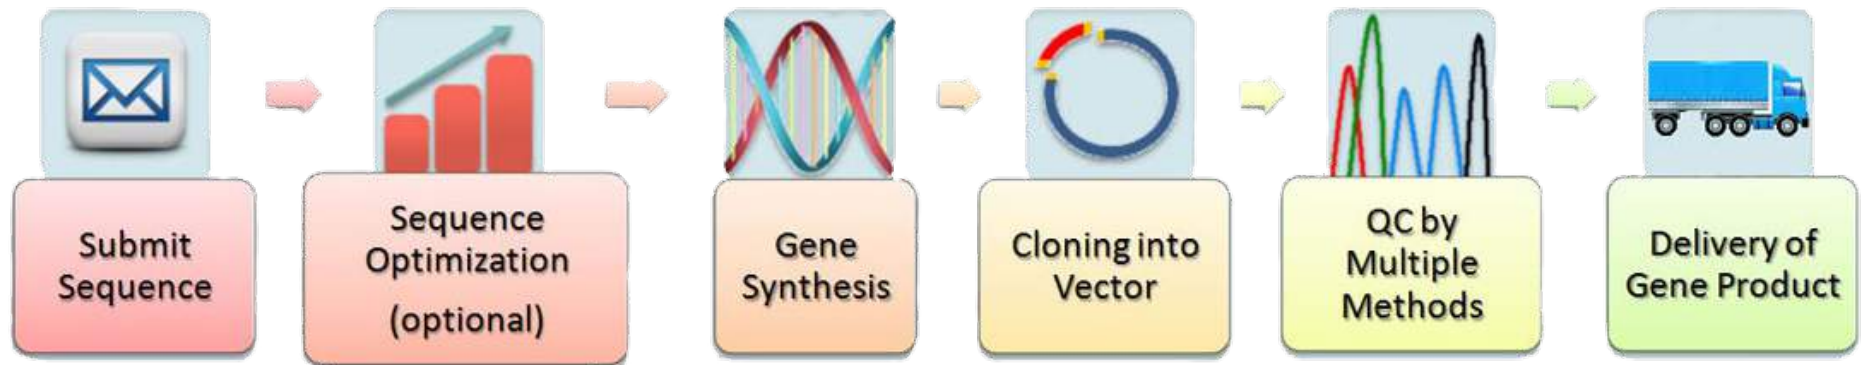 Submit
Sequence
Sequence
Optimization
(optional)
Gene
Synthesis
Cloning into
Vector
QC by
Multiple
Methods
Delivery of
Gene Product